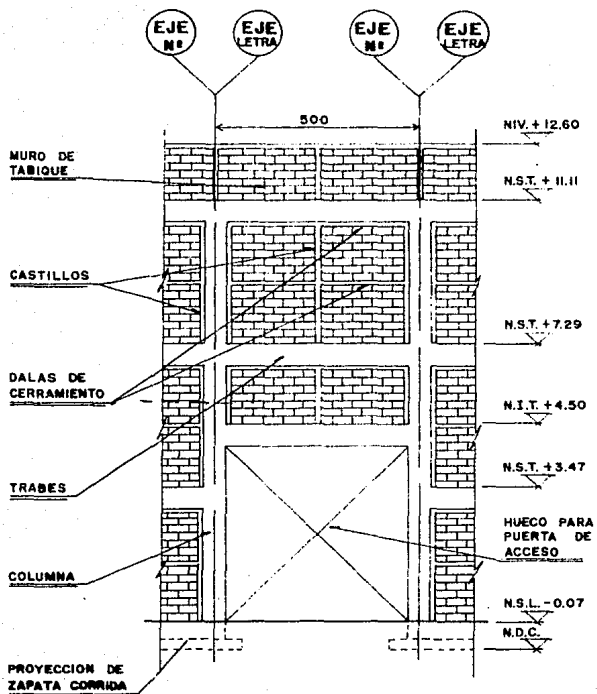 EJE
Nº
EJE
LETRA
EJE
Nº
EJE
LETRA
500
NIV. + 12.60
MURO DE
TABIQUE
N.S.T. + 11.11
CASTILLOS
N.S.T. +7.29
DALAS DE
CERRAMIENTO
N.I.T. +4.50
TRABES
N.S.T. +3.47
HUECO PARA
PUERTA DE
ACCESO
COLUMNA
N.S.L. -0.07
N.D.C.
PROYECCION DE
ZAPATA CORRIDA